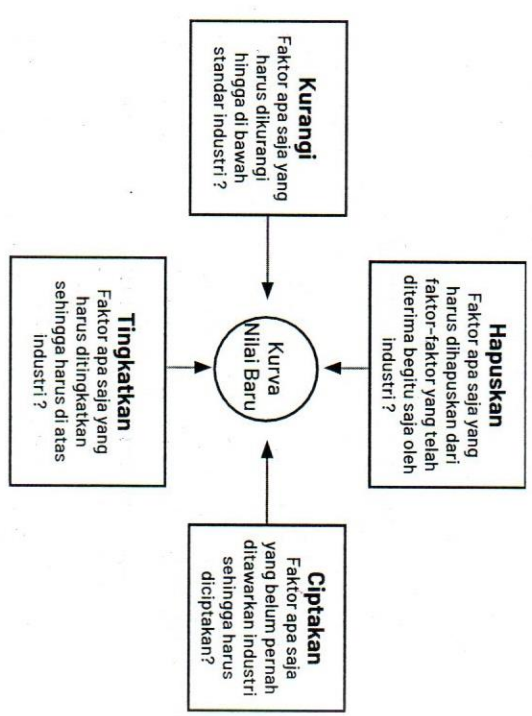 Hapuskan
Faktor apa saja yang
harus dihapuskan dari
faktor-faktor yang telah
diterima begitu saja oleh
industri ?
Kurangi
Faktor apa saja yang
harus dikurangi
hingga di bawah
standar industri ?
Kurva
Nilai Baru
Ciptakan
Faktor apa saja
yang belum pernah
ditawarkan industri
sehingga harus
diciptakan?
Tingkatkan
Faktor apa saja yang
harus ditingkatkan
sehingga harus di atas
industri ?